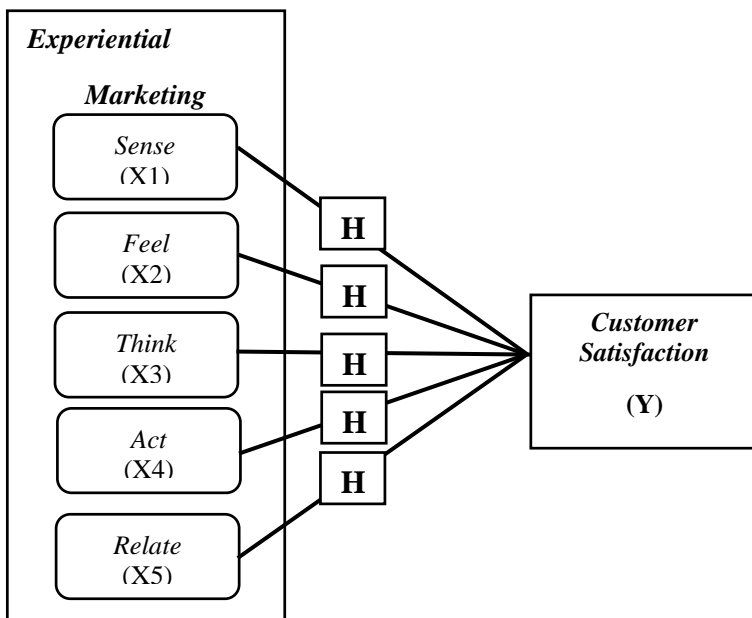 Experiential
Marketing
Sense
(X1)
Feel
(X2)
Think
(X3)
Act
(X4)
Relate
(X5)
H
H
H
H
H
Customer
Satisfaction
(Y)